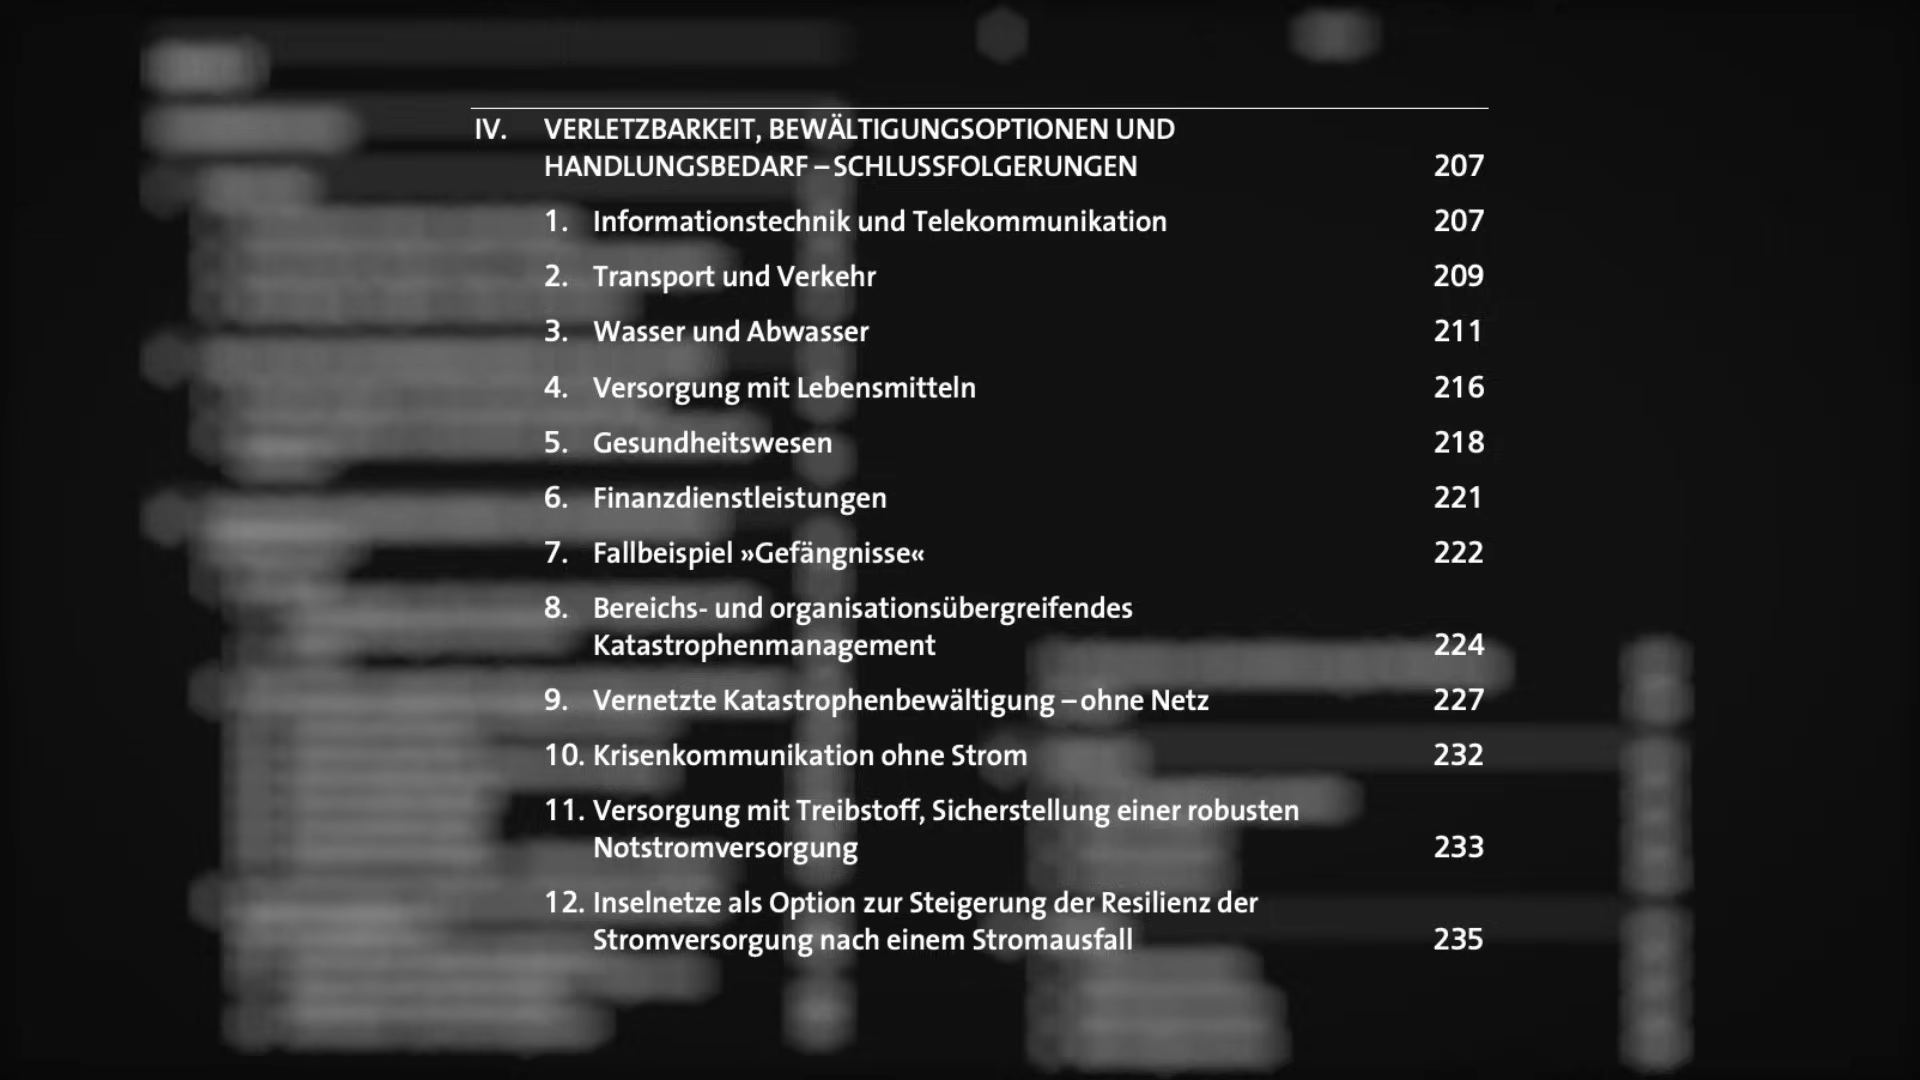 IV. VERLETZBARKEIT, BEWÄLTIGUNGSOPTIONEN UND
HANDLUNGSBEDARF – SCHLUSSFOLGERUNGEN 207
1. Informationstechnik und Telekommunikation 207
2. Transport und Verkehr 209
3. Wasser und Abwasser 211
4. Versorgung mit Lebensmitteln 216
5. Gesundheitswesen 218
6. Finanzdienstleistungen 221
7. Fallbeispiel »Gefängnisse« 222
8. Bereichs- und organisationsübergreifendes
Katastrophenmanagement 224
9. Vernetzte Katastrophenbewältigung – ohne Netz 227
10. Krisenkommunikation ohne Strom 232
11. Versorgung mit Treibstoff, Sicherstellung einer robusten
Notstromversorgung 233
12. Inselnetze als Option zur Steigerung der Resilienz der
Stromversorgung nach einem Stromausfall 235